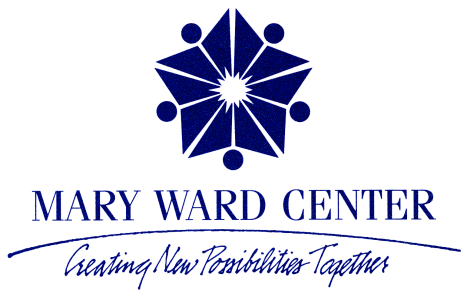 MARY WARD CENTER
Creating New Possibilities Together